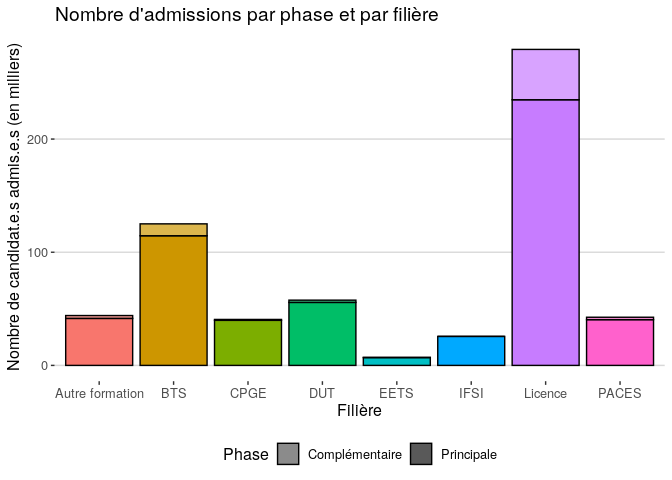 Nombre d'admissions par phase et par filière
Nombre de candidat.e.s admis.e.s (en milliers)
200
100
0
Autre formation BTS CPGE DUT EETS IFSI Licence PACES
Filière
Phase Complémentaire Principale